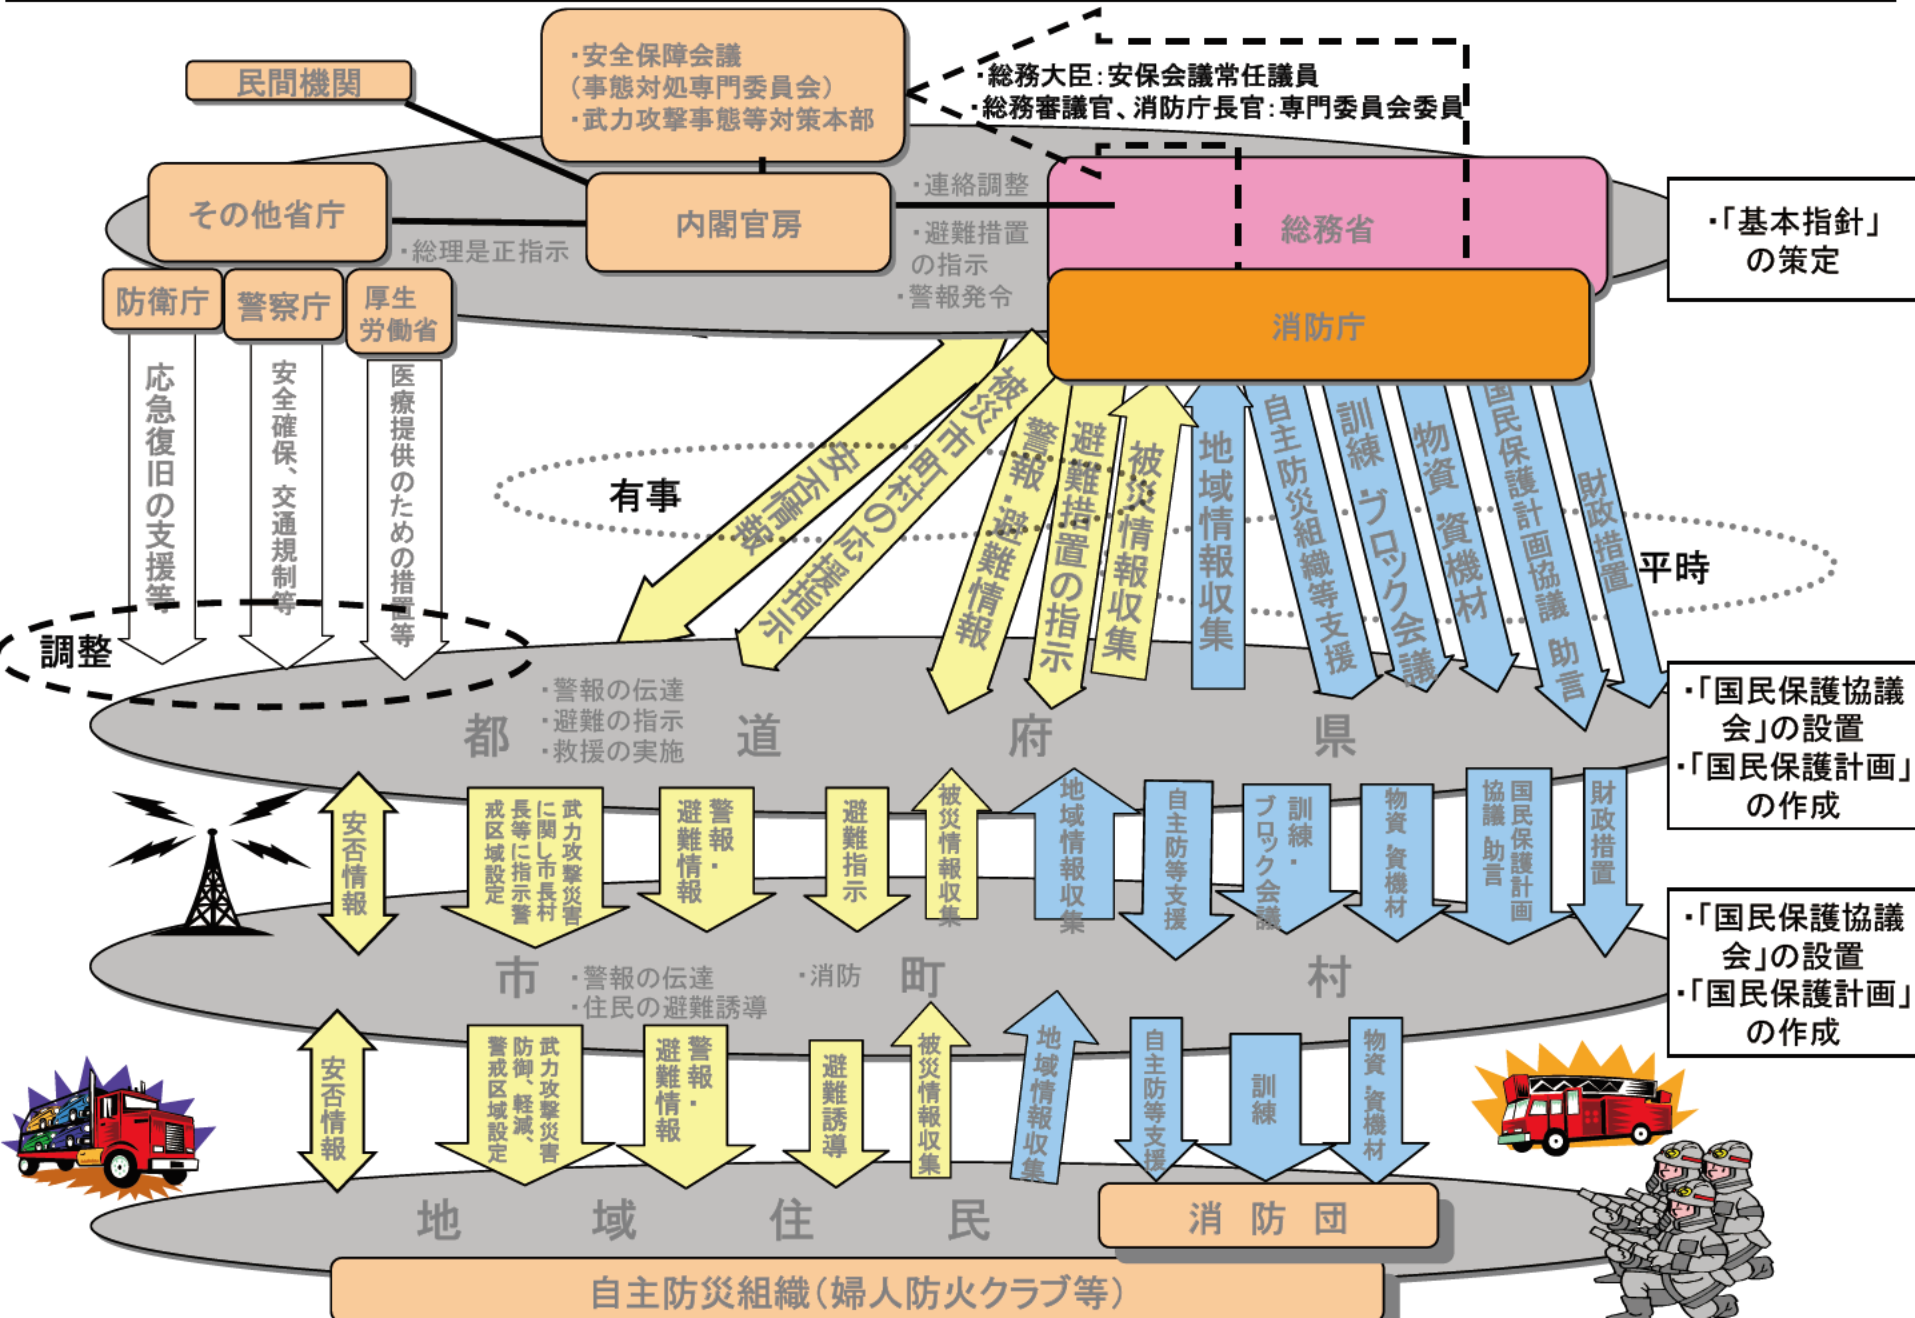 ・安全保障会議
（事態対処専門委員会）
・武力攻撃事態等対策本部
民間機関
・総務大臣：安保会議常任議員
・総務審議官、消防庁長官：専門委員会委員
その他省庁
内閣官房
・連絡調整
・避難措置
の指示
・警報発令
・総理是正指示
総務省
消防庁
・「基本指針」
の策定
防衛庁
警察庁
厚生
労働省
応急復旧の支援等
安全確保、交通規制等
医療提供のための措置等
調整
有事
平時
安否情報
被災市町村の応援指示
警報・避難情報
避難措置の指示
被災情報収集
地域情報収集
自主防災組織等支援
訓練・ブロック会議
物資・資機材
国民保護計画協議・助言
財政措置
都道府県
・警報の伝達
・避難の指示
・救援の実施
・「国民保護協議
会」の設置
・「国民保護計画」
の作成
安否情報
武力攻撃災害
に関し市長村
長等に指示警
戒区域設定
警報・
避難情報
避難指示
被災情報収集
地域情報収集
自主防等支援
訓練・
ブロック会議
物資・資機材
国民保護計画
協議・助言
財政措置
市町村
・警報の伝達
・住民の避難誘導
・消防
・「国民保護協議
会」の設置
・「国民保護計画」
の作成
安否情報
武力攻撃災害
防御、軽減、
警戒区域設定
警報・
避難情報
避難誘導
被災情報収集
地域情報収集
自主防等支援
訓練
物資・資機材
地域住民
消防団
自主防災組織（婦人防火クラブ等）